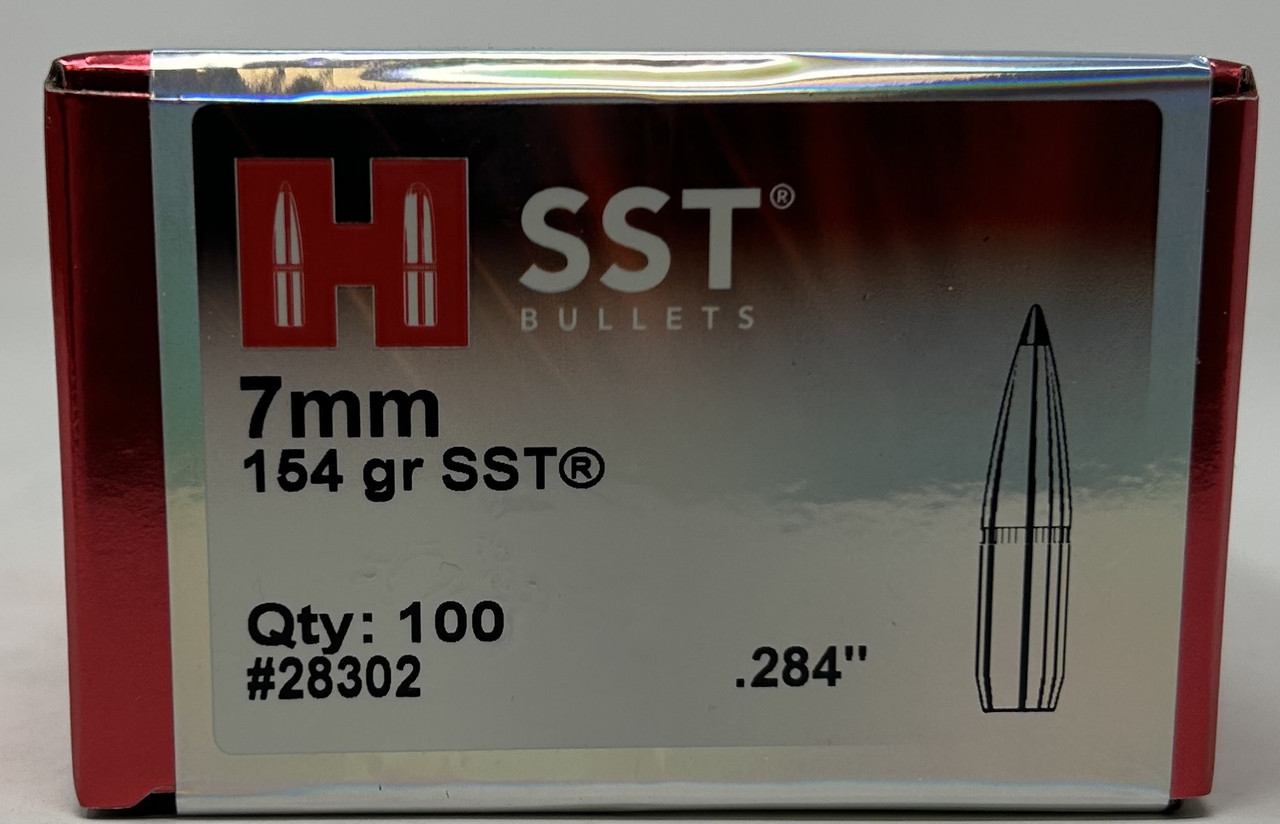 H
SST®
BULLETS
7mm
154 gr SST®
Qty: 100
#28302
.284"